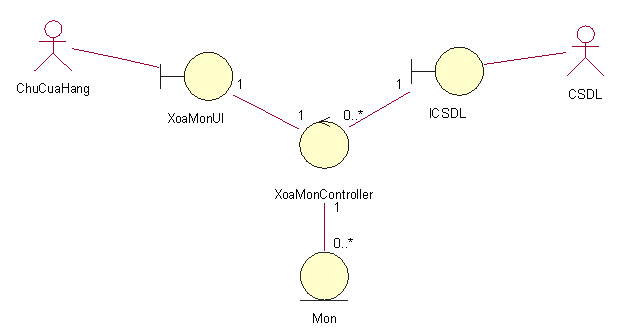 ChuCuaHang
XoaMonUI
1
1
XoaMonController
0..*
1
ICSDL
CSDL
1
0..*
Mon